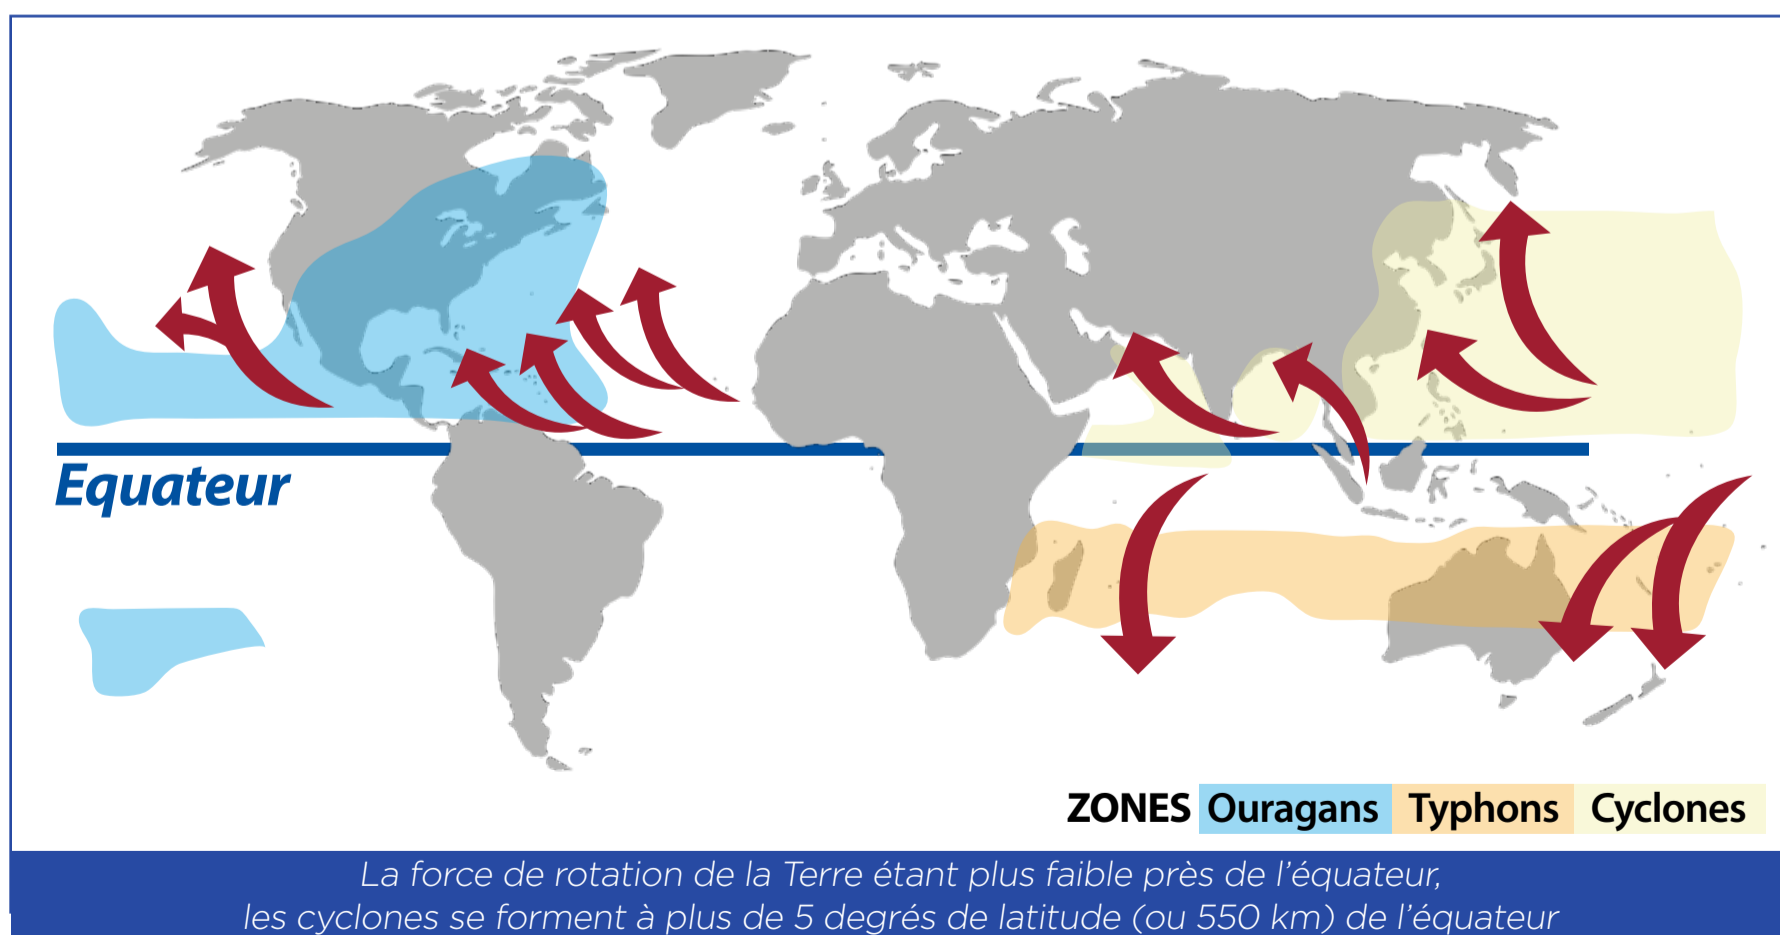 Equateur
ZONES Ouragans Typhons Cyclones
La force de rotation de la Terre étant plus faible près de l'équateur,
les cyclones se forment à plus de 5 degrés de latitude (ou 550 km) de l'équateur